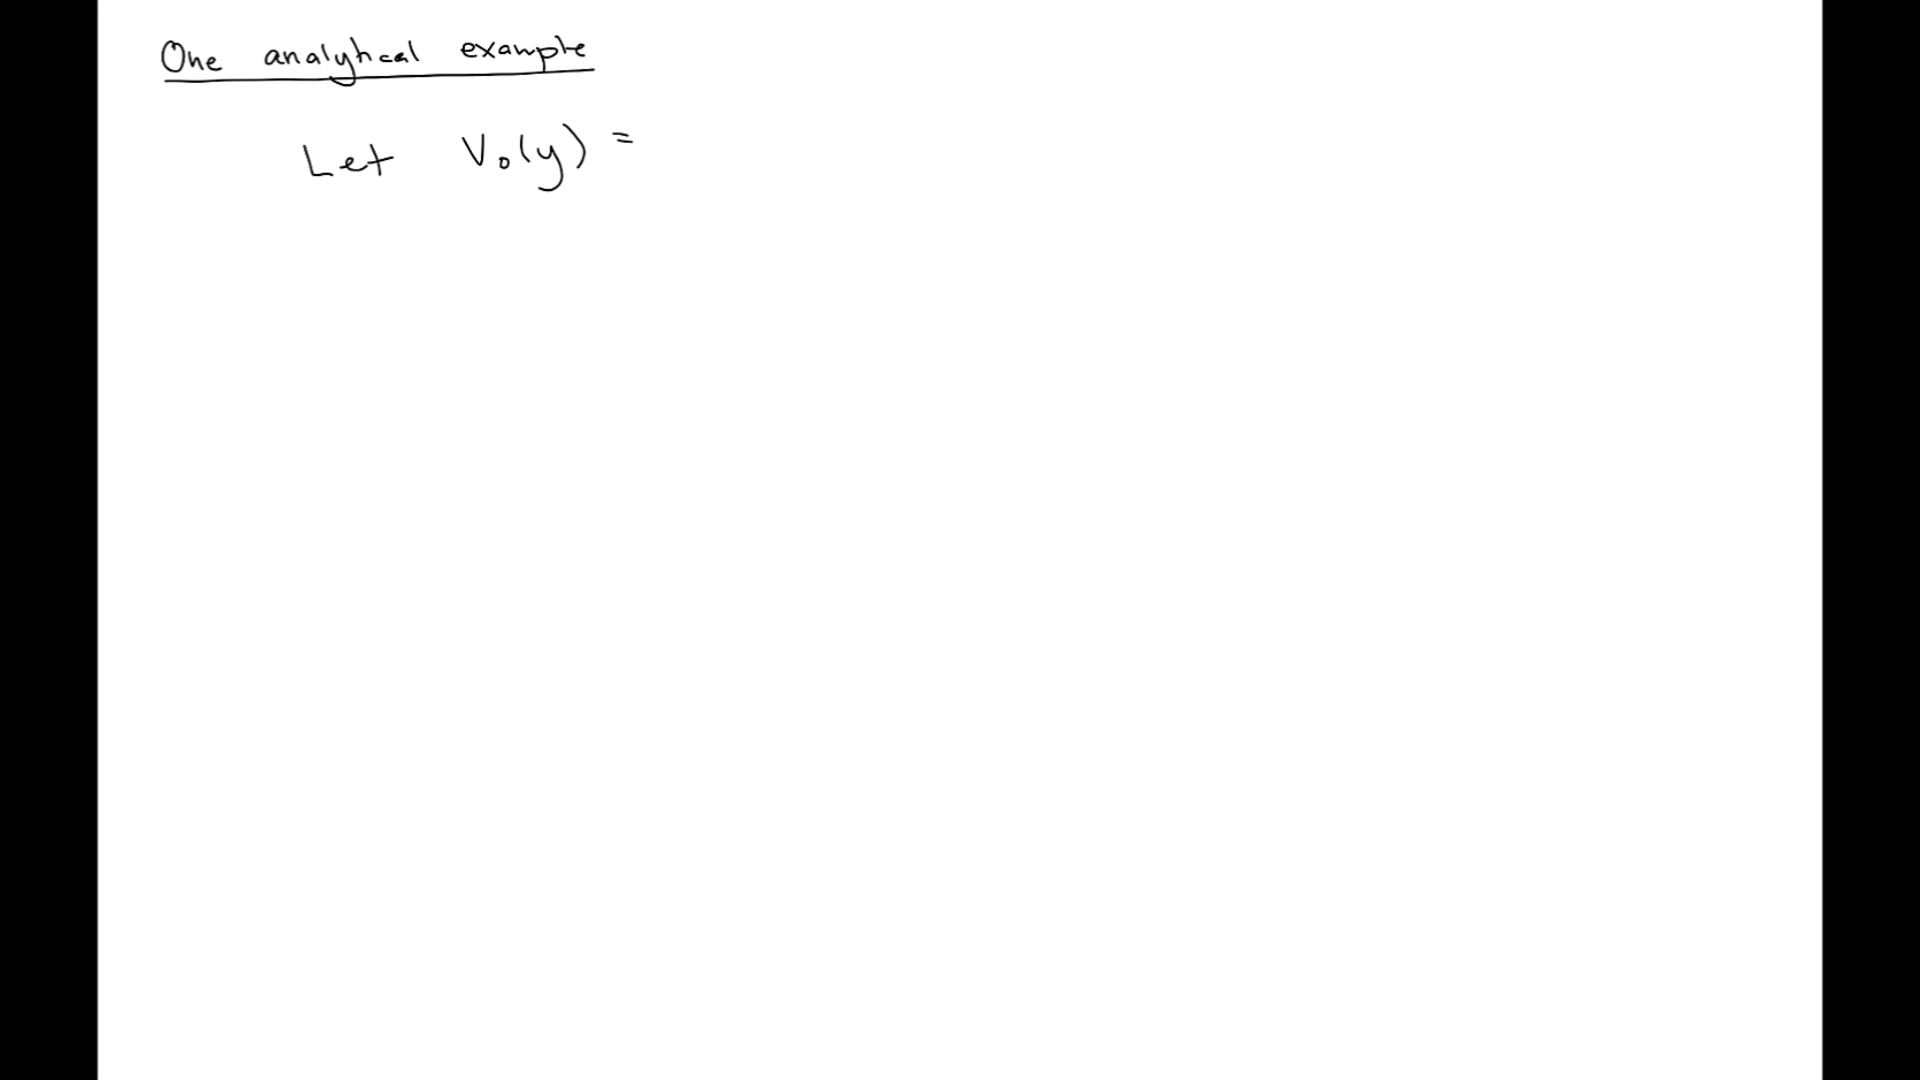 One analytical example
Let V₀(y) =